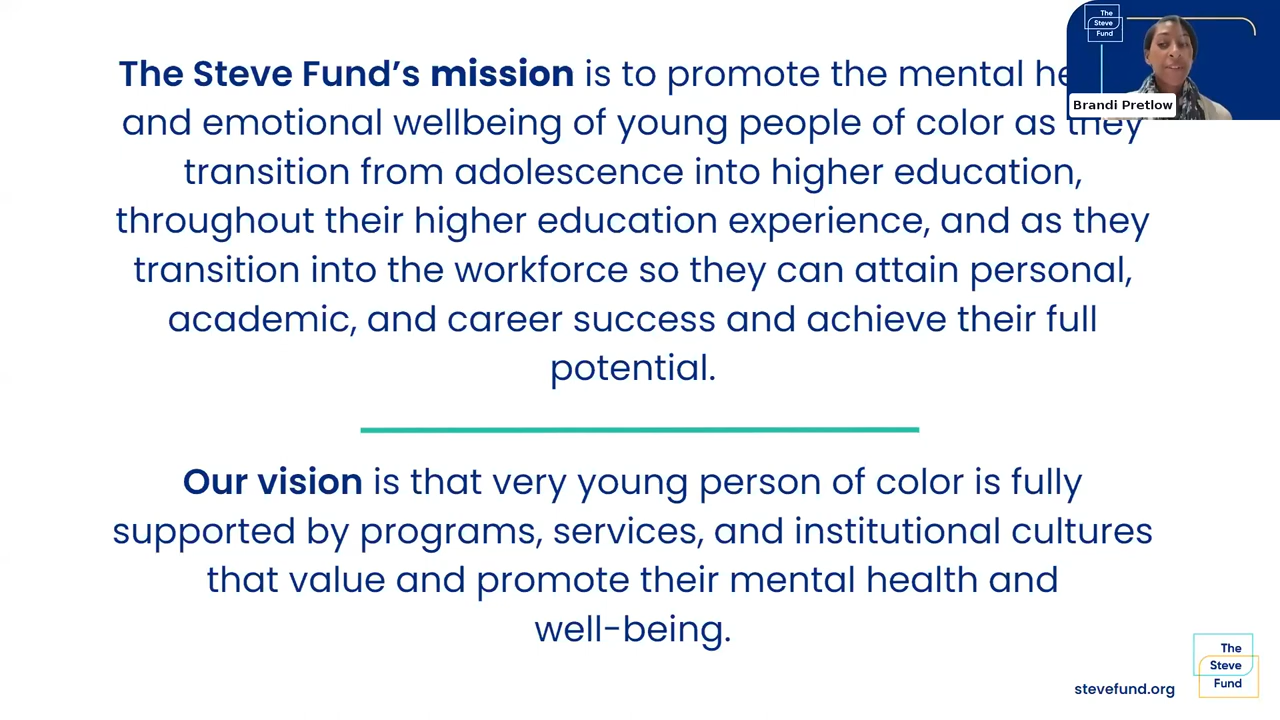 The
Steve
Fund
Brandi Pretlow
The Steve Fund's mission is to promote the mental
and emotional wellbeing of young people of color as they
transition from adolescence into higher education,
throughout their higher education experience, and as they
transition into the workforce so they can attain personal,
academic, and career success and achieve their full
potential.
Our vision is that very young person of color is fully
supported by programs, services, and institutional cultures
that value and promote their mental health and
well-being.
stevefund.org
The
Steve
Fund